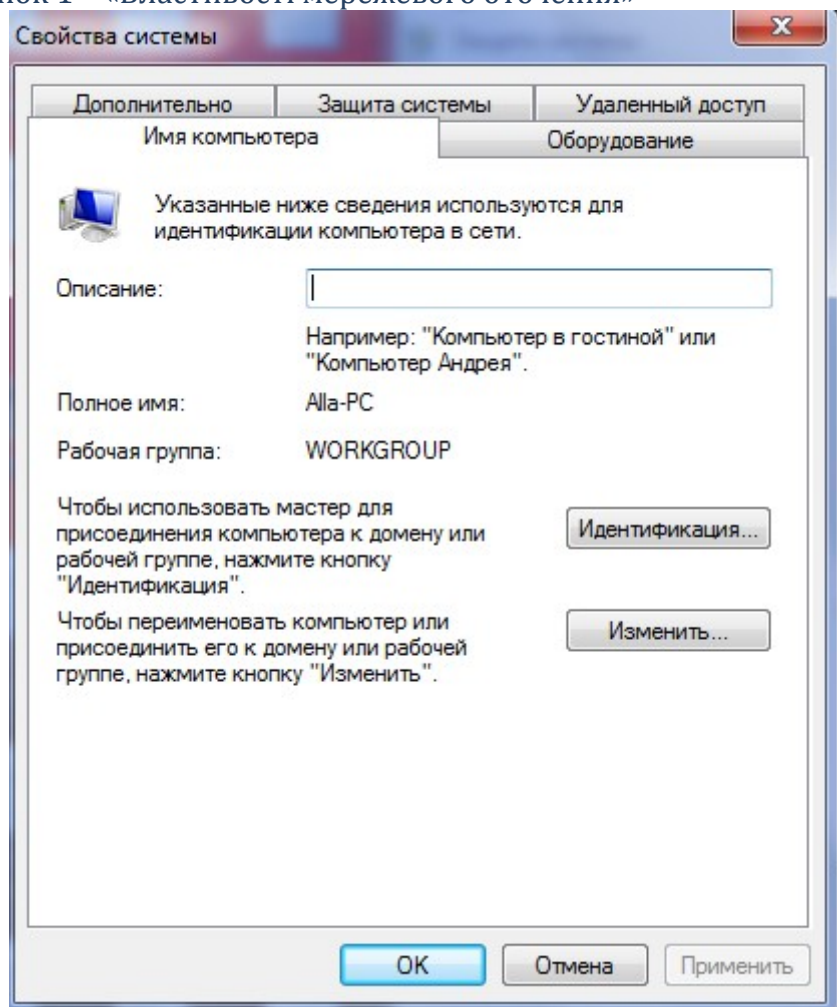 «Властивості мережевого оточення»
Свойства системы
Дополнительно Защита системы Удаленный доступ
Имя компьютера Оборудование
Указанные ниже сведения используются для
идентификации компьютера в сети.
Описание:
Например: "Компьютер в гостиной" или
"Компьютер Андрея".
Полное имя: Alla-PC
Рабочая группа: WORKGROUP
Чтобы использовать мастер для
присоединения компьютера к домену или
рабочей группе, нажмите кнопку
"Идентификация".
Идентификация...
Чтобы переименовать компьютер или
присоединить его к домену или рабочей
группе, нажмите кнопку "Изменить".
Изменить...
OK Отмена Применить